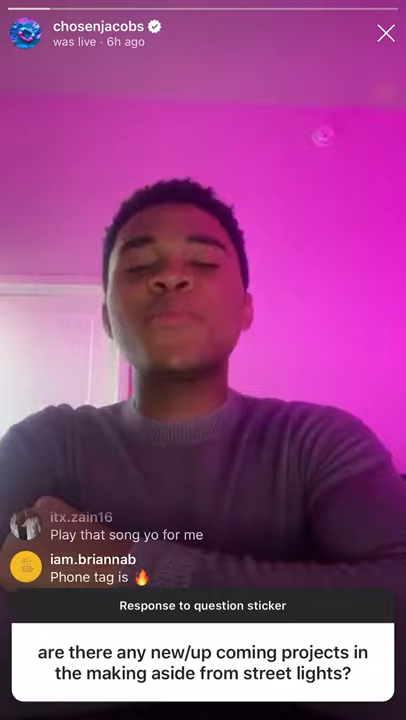 chosenjacobs
was live · 6h ago
itx.zain16
Play that song yo for me
iam.briannab
Phone tag is 🔥
Response to question sticker
are there any new/up coming projects in
the making aside from street lights?